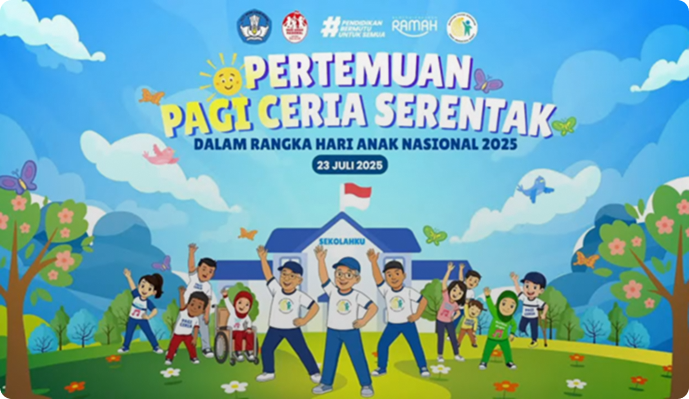 #PENDIDIKAN
BERMUTU
UNTUK SEMUA
RAMAH
PERTEMUAN
PAGI CERIA SERENTAK
DALAM RANGKA HARI ANAK NASIONAL 2025
23 JULI 2025
SEKOLAHKU